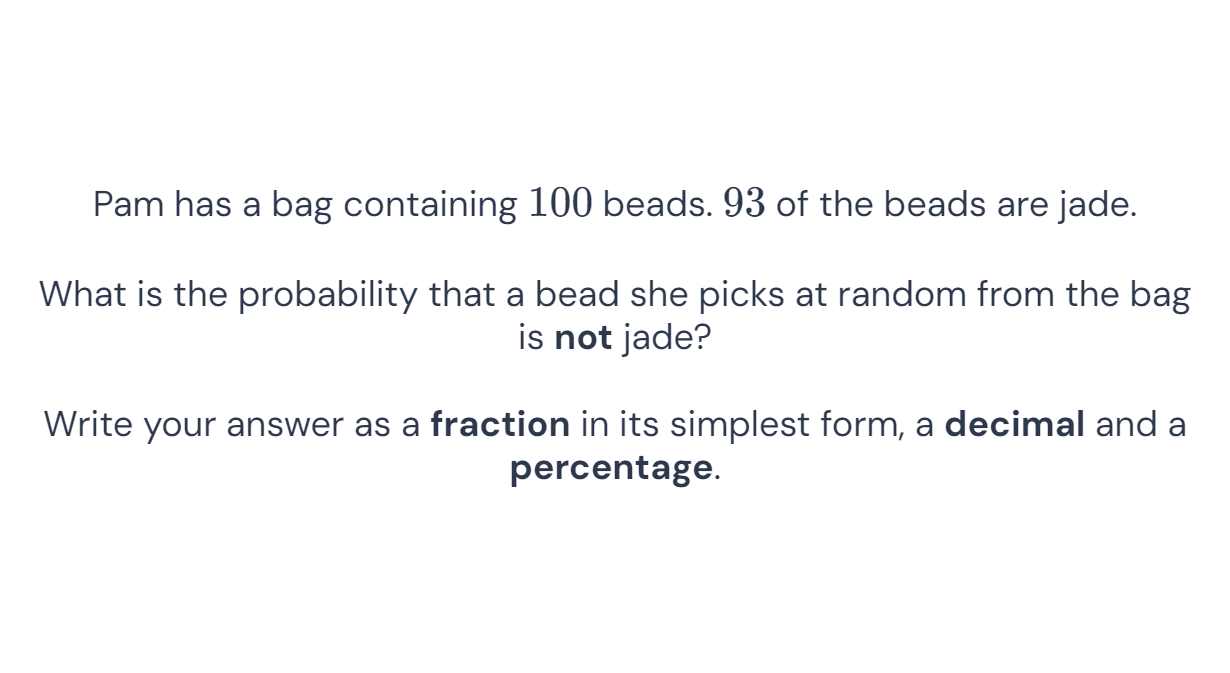 Pam has a bag containing 100 beads. 93 of the beads are jade.
What is the probability that a bead she picks at random from the bag
is not jade?
Write your answer as a fraction in its simplest form, a decimal and a
percentage.